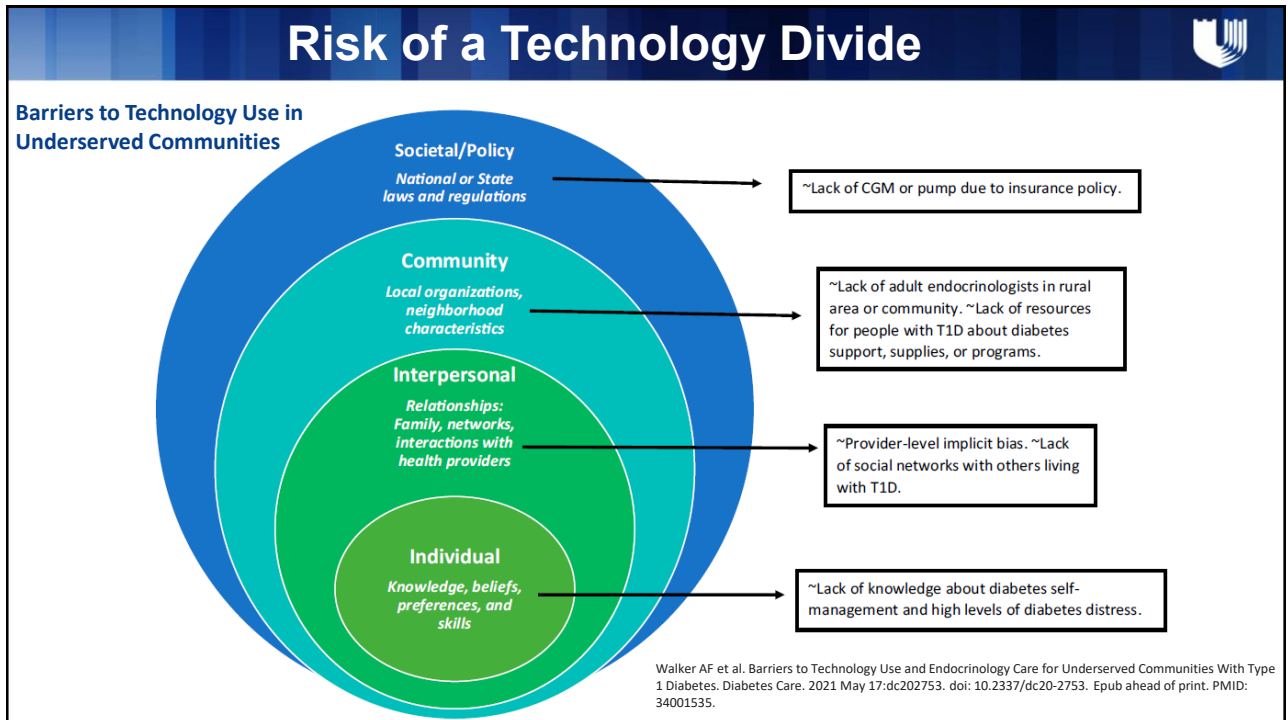 Risk of a Technology Divide
Barriers to Technology Use in
Underserved Communities
Societal/Policy
National or State
laws and regulations
~Lack of CGM or pump due to insurance policy.
Community
Local organizations,
neighborhood
characteristics
~Lack of adult endocrinologists in rural
area or community. ~Lack of resources
for people with T1D about diabetes
support, supplies, or programs.
Interpersonal
Relationships:
Family, networks,
interactions with
health providers
~Provider-level implicit bias. ~Lack
of social networks with others living
with T1D.
Individual
Knowledge, beliefs,
preferences, and
skills
~Lack of knowledge about diabetes self-
management and high levels of diabetes distress.
Walker AF et al. Barriers to Technology Use and Endocrinology Care for Underserved Communities With Type
1 Diabetes. Diabetes Care. 2021 May 17:dc202753. doi: 10.2337/dc20-2753. Epub ahead of print. PMID:
34001535.